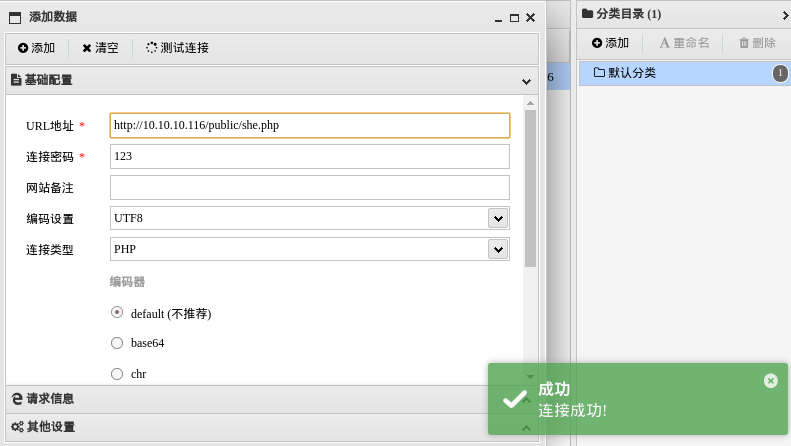 添加数据
添加 清空 测试连接
基础配置
URL地址 * http://10.10.10.116/public/she.php
连接密码 * 123
网站备注
编码设置 UTF8
连接类型 PHP
编码器
default (不推荐)
base64
chr
请求信息
其他设置
6
分类目录 (1)
添加 重命名 删除
默认分类 1
成功
连接成功!